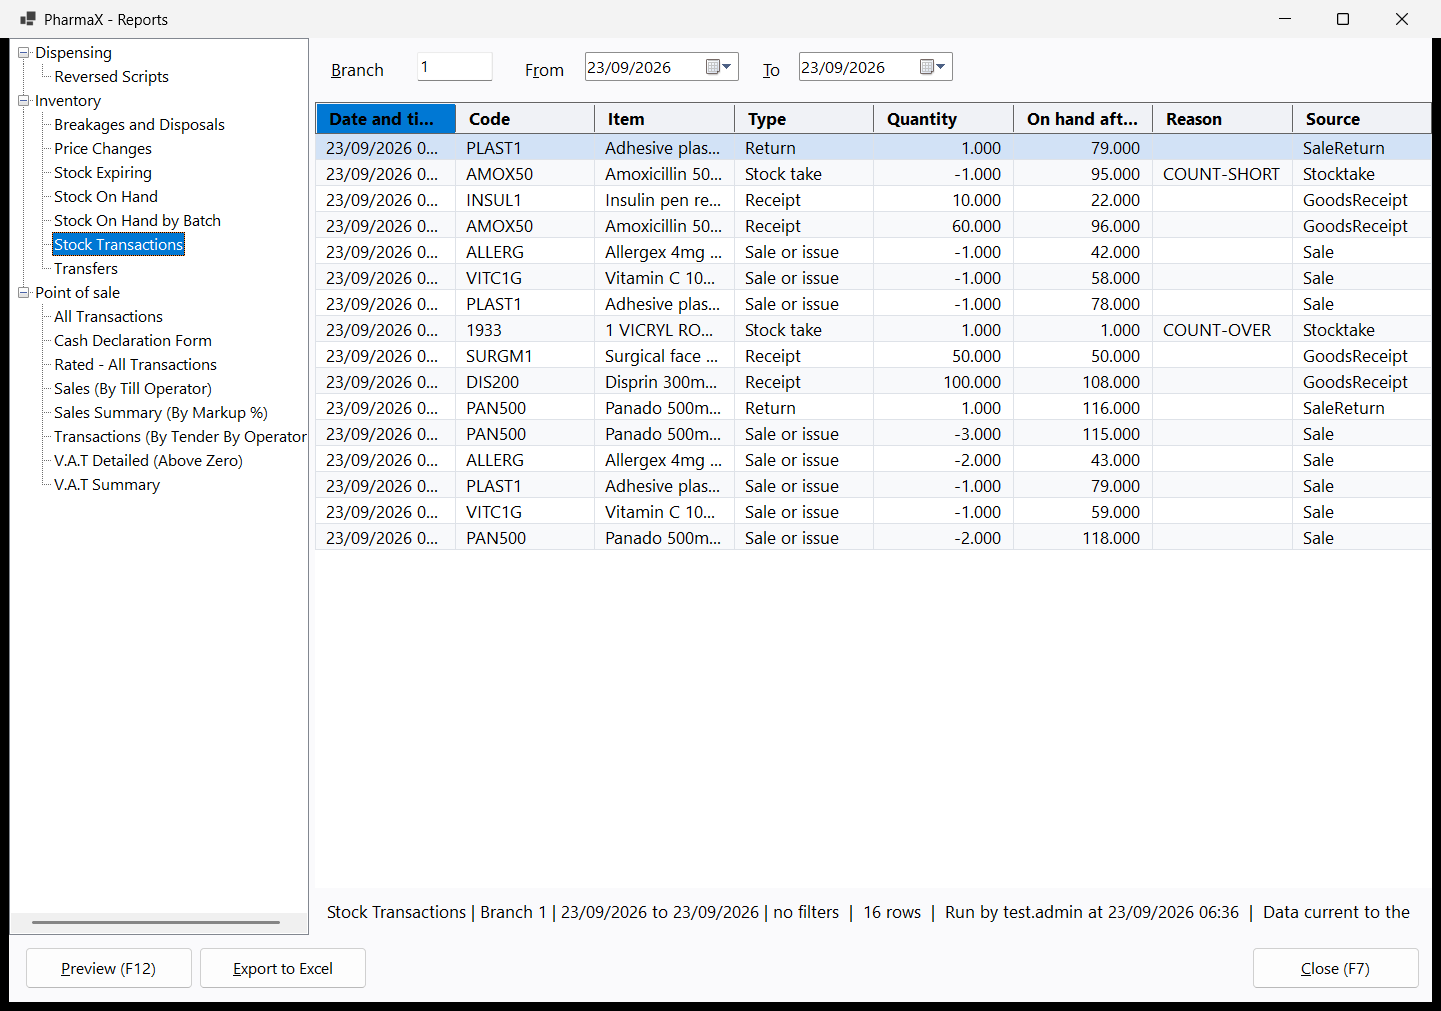 PharmaX - Reports
Dispensing
Reversed Scripts
Inventory
Breakages and Disposals
Price Changes
Stock Expiring
Stock On Hand
Stock On Hand by Batch
Stock Transactions
Transfers
Point of sale
All Transactions
Cash Declaration Form
Rated - All Transactions
Sales (By Till Operator)
Sales Summary (By Markup %)
Transactions (By Tender By Operator
V.A.T Detailed (Above Zero)
V.A.T Summary
Branch 1 From 23/09/2026 To 23/09/2026
Date and ti... Code Item Type Quantity On hand aft... Reason Source
23/09/2026 0... PLAST1 Adhesive plas... Return 1.000 79.000 SaleReturn
23/09/2026 0... AMOX50 Amoxicillin 50... Stock take -1.000 95.000 COUNT-SHORT Stocktake
23/09/2026 0... INSUL1 Insulin pen re... Receipt 10.000 22.000 GoodsReceipt
23/09/2026 0... AMOX50 Amoxicillin 50... Receipt 60.000 96.000 GoodsReceipt
23/09/2026 0... ALLERG Allergex 4mg ... Sale or issue -1.000 42.000 Sale
23/09/2026 0... VITC1G Vitamin C 10... Sale or issue -1.000 58.000 Sale
23/09/2026 0... PLAST1 Adhesive plas... Sale or issue -1.000 78.000 Sale
23/09/2026 0... 1933 1 VICRYL RO... Stock take 1.000 1.000 COUNT-OVER Stocktake
23/09/2026 0... SURGM1 Surgical face ... Receipt 50.000 50.000 GoodsReceipt
23/09/2026 0... DIS200 Disprin 300m... Receipt 100.000 108.000 GoodsReceipt
23/09/2026 0... PAN500 Panado 500m... Return 1.000 116.000 SaleReturn
23/09/2026 0... PAN500 Panado 500m... Sale or issue -3.000 115.000 Sale
23/09/2026 0... ALLERG Allergex 4mg ... Sale or issue -2.000 43.000 Sale
23/09/2026 0... PLAST1 Adhesive plas... Sale or issue -1.000 79.000 Sale
23/09/2026 0... VITC1G Vitamin C 10... Sale or issue -1.000 59.000 Sale
23/09/2026 0... PAN500 Panado 500m... Sale or issue -2.000 118.000 Sale
Stock Transactions | Branch 1 | 23/09/2026 to 23/09/2026 | no filters | 16 rows | Run by test.admin at 23/09/2026 06:36 | Data current to the
Preview (F12) Export to Excel Close (F7)